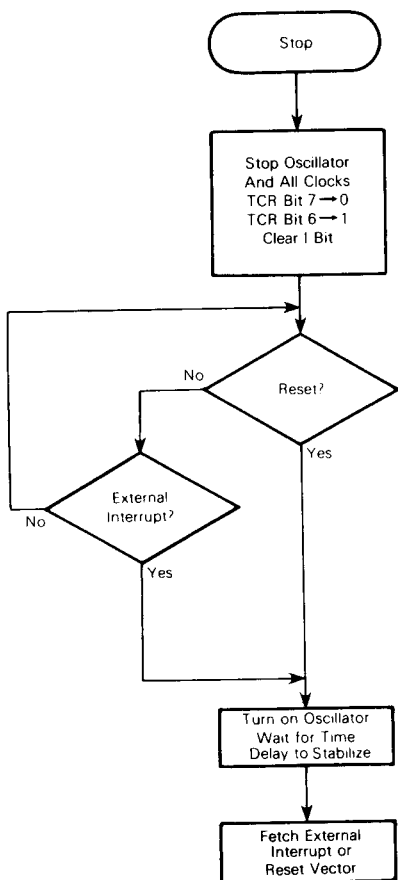 Stop
Stop Oscillator
And All Clocks
TCR Bit 7→0
TCR Bit 6→1
Clear I Bit
Reset?
No
Yes
External
Interrupt?
No
Yes
Turn on Oscillator
Wait for Time
Delay to Stabilize
Fetch External
Interrupt or
Reset Vector